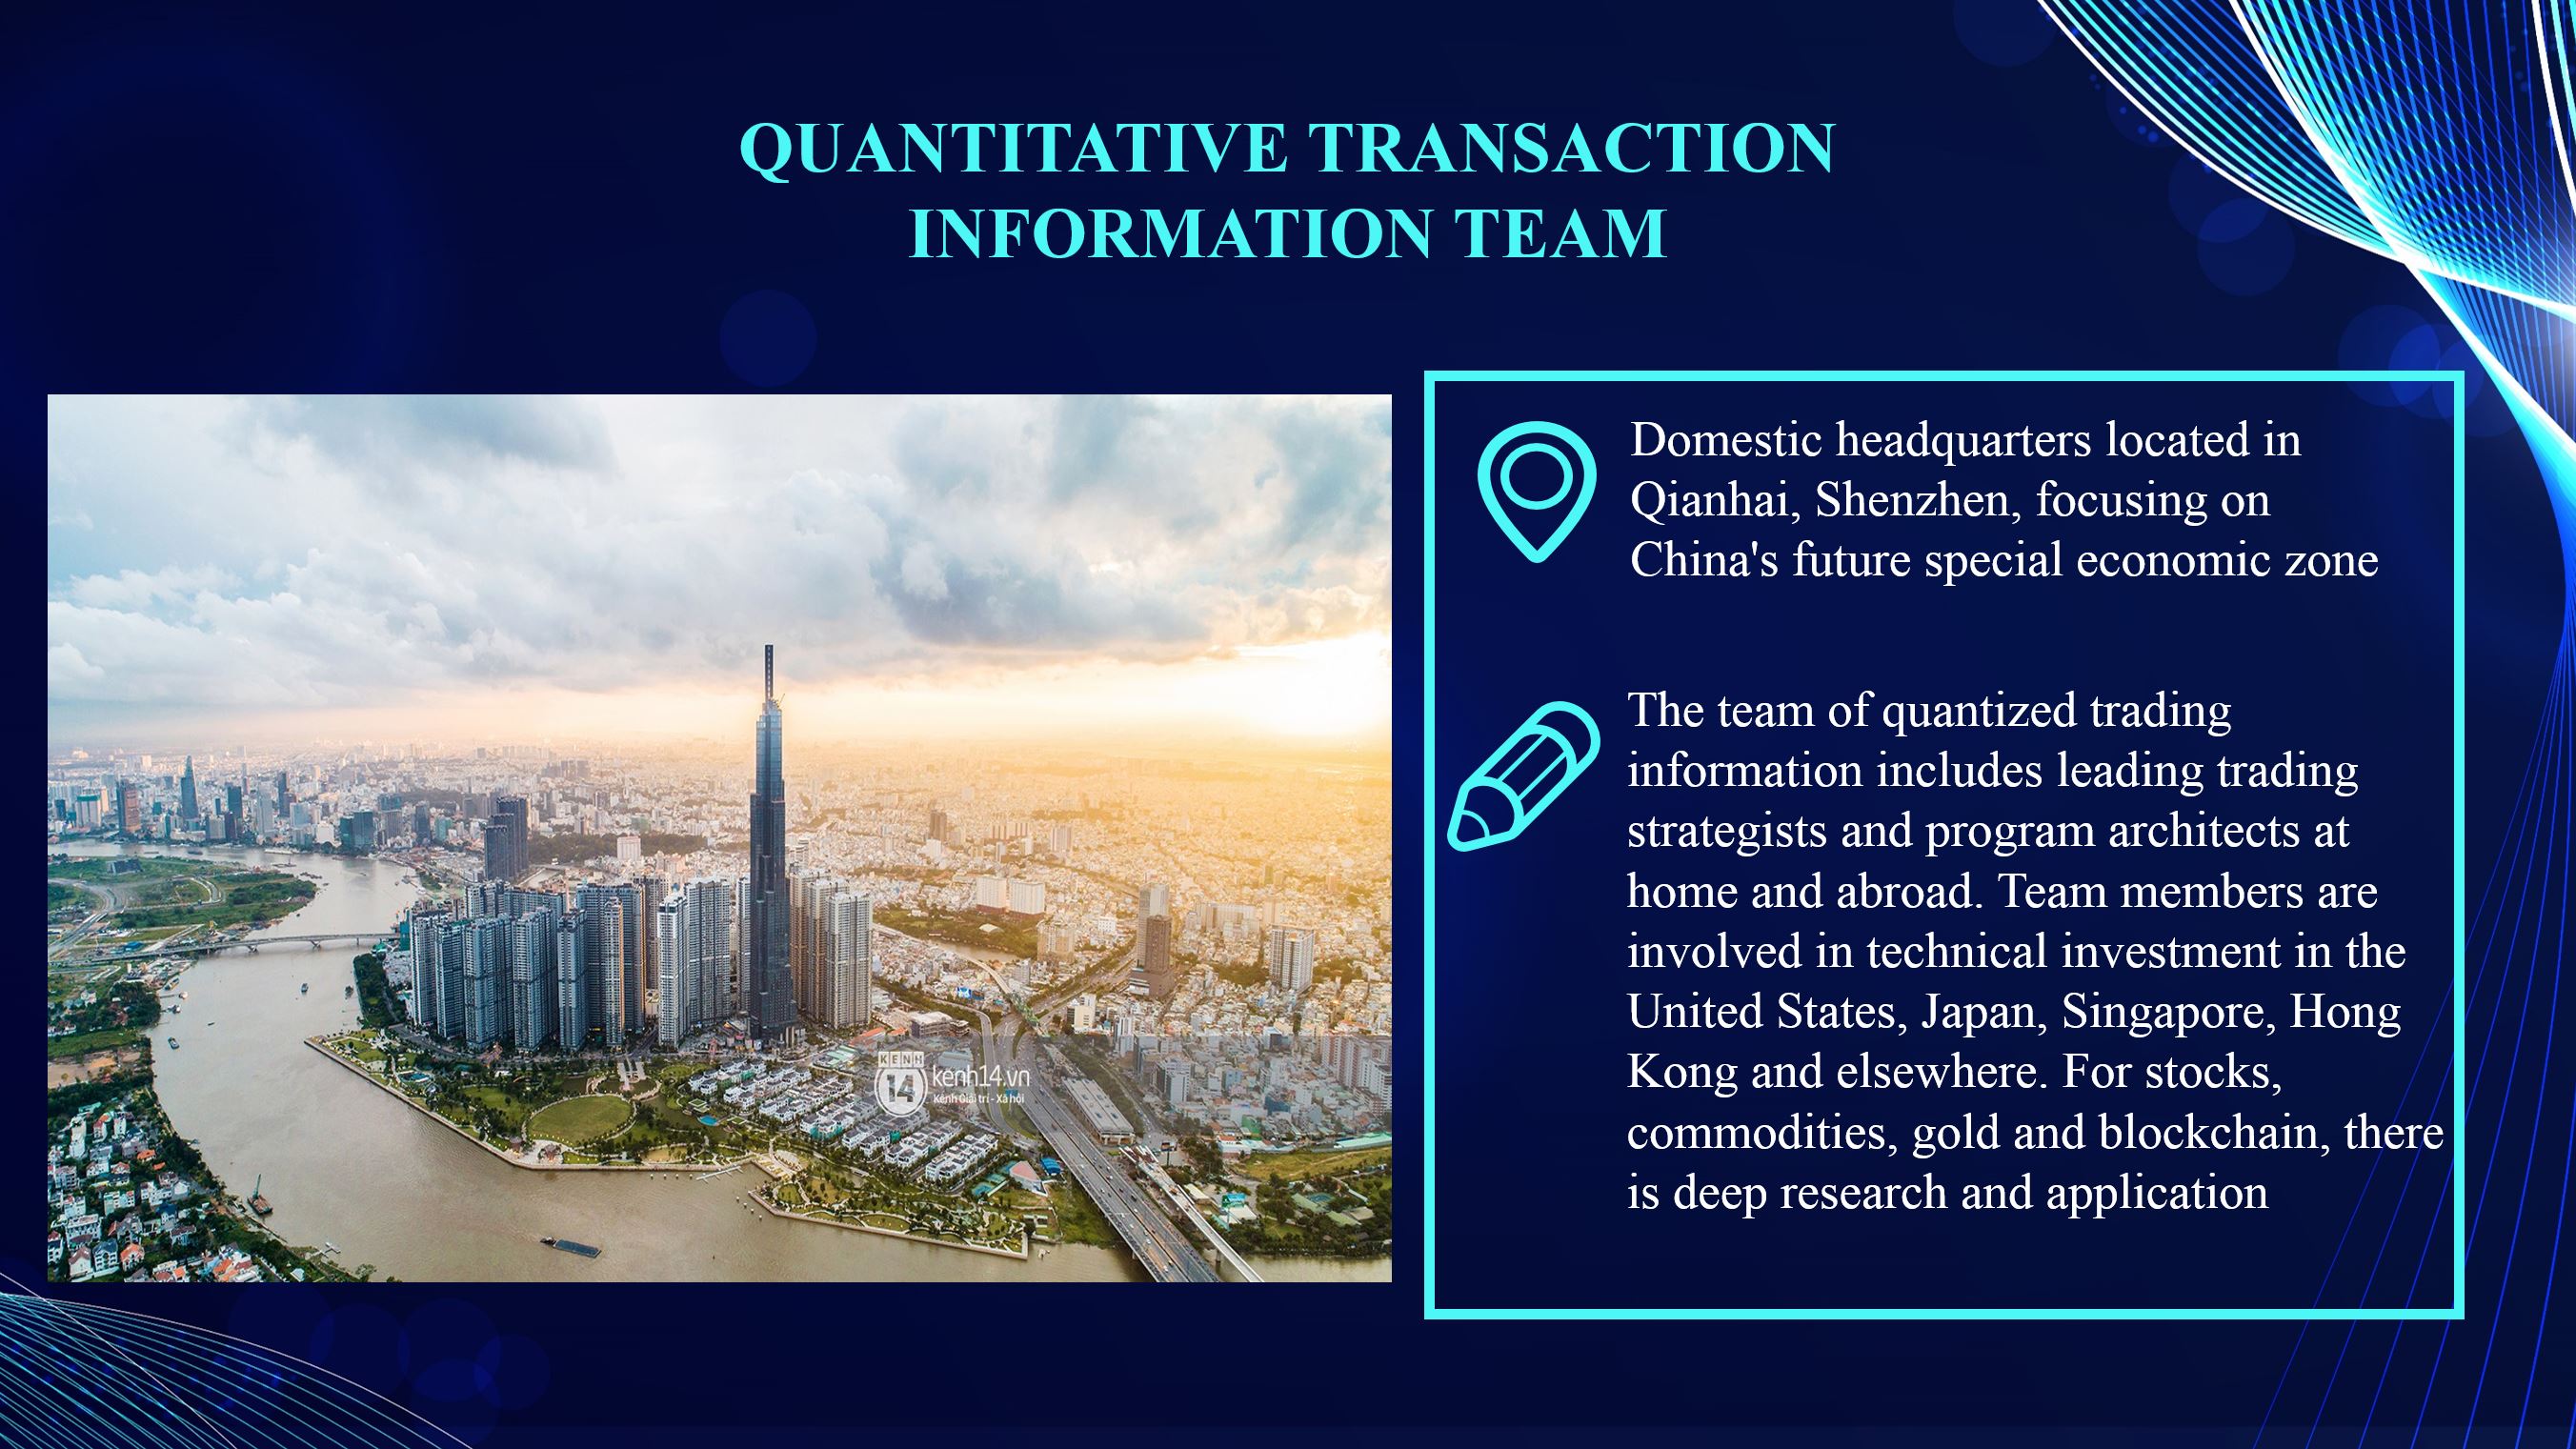 QUANTITATIVE TRANSACTION
INFORMATION TEAM
Domestic headquarters located in
Qianhai, Shenzhen, focusing on
China's future special economic zone
The team of quantized trading
information includes leading trading
strategists and program architects at
home and abroad. Team members are
involved in technical investment in the
United States, Japan, Singapore, Hong
Kong and elsewhere. For stocks,
commodities, gold and blockchain, there
is deep research and application
KENH
14
kenh14.vn
Kênh Giải trí - Xã hội